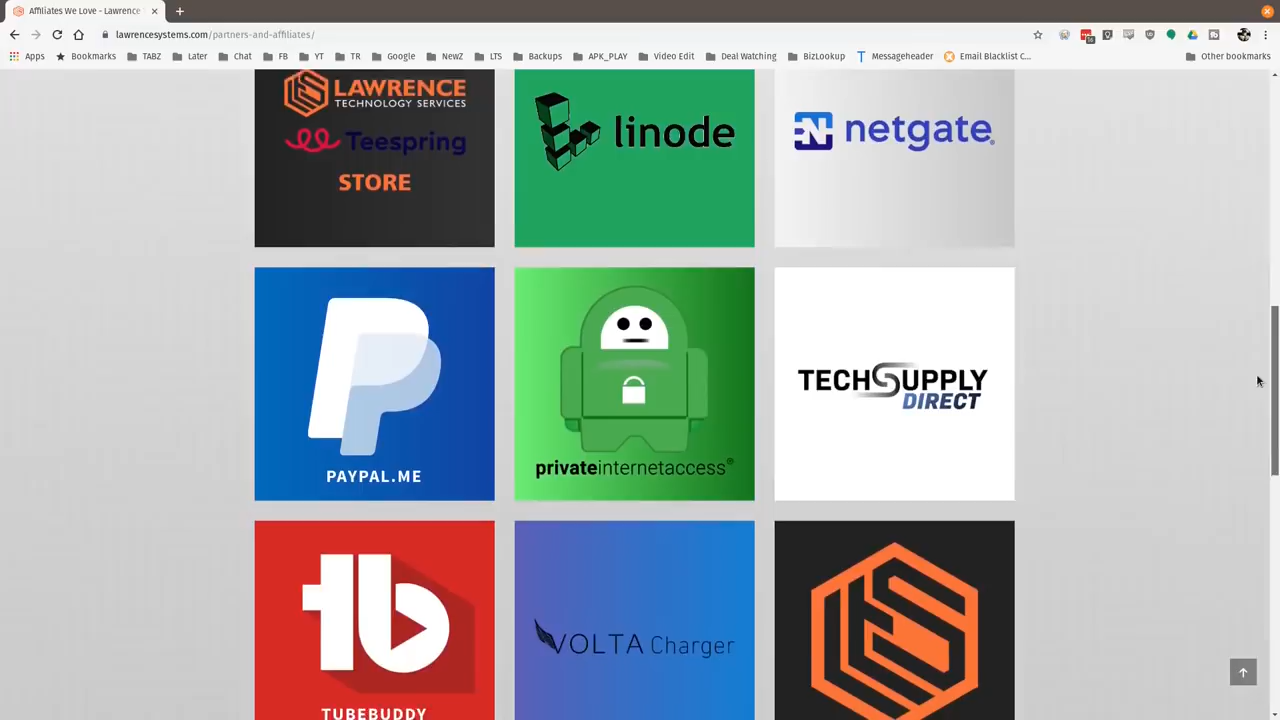 Affiliates We Love - Lawrence
lawrencesystems.com/partners-and-affiliates/
Apps
Bookmarks
TABZ
Later
Chat
FB
YT
TR
Google
NewZ
LTS
Backups
APK_PLAY
Video Edit
Deal Watching
BizLookup
Messageheader
Email Blacklist C...
Other bookmarks
LAWRENCE
TECHNOLOGY SERVICES
Teespring
STORE
linode
netgate®
PAYPAL.ME
privateinternetaccess®
TECHSUPPLY
DIRECT
TUBEBUDDY
VOLTA Charger